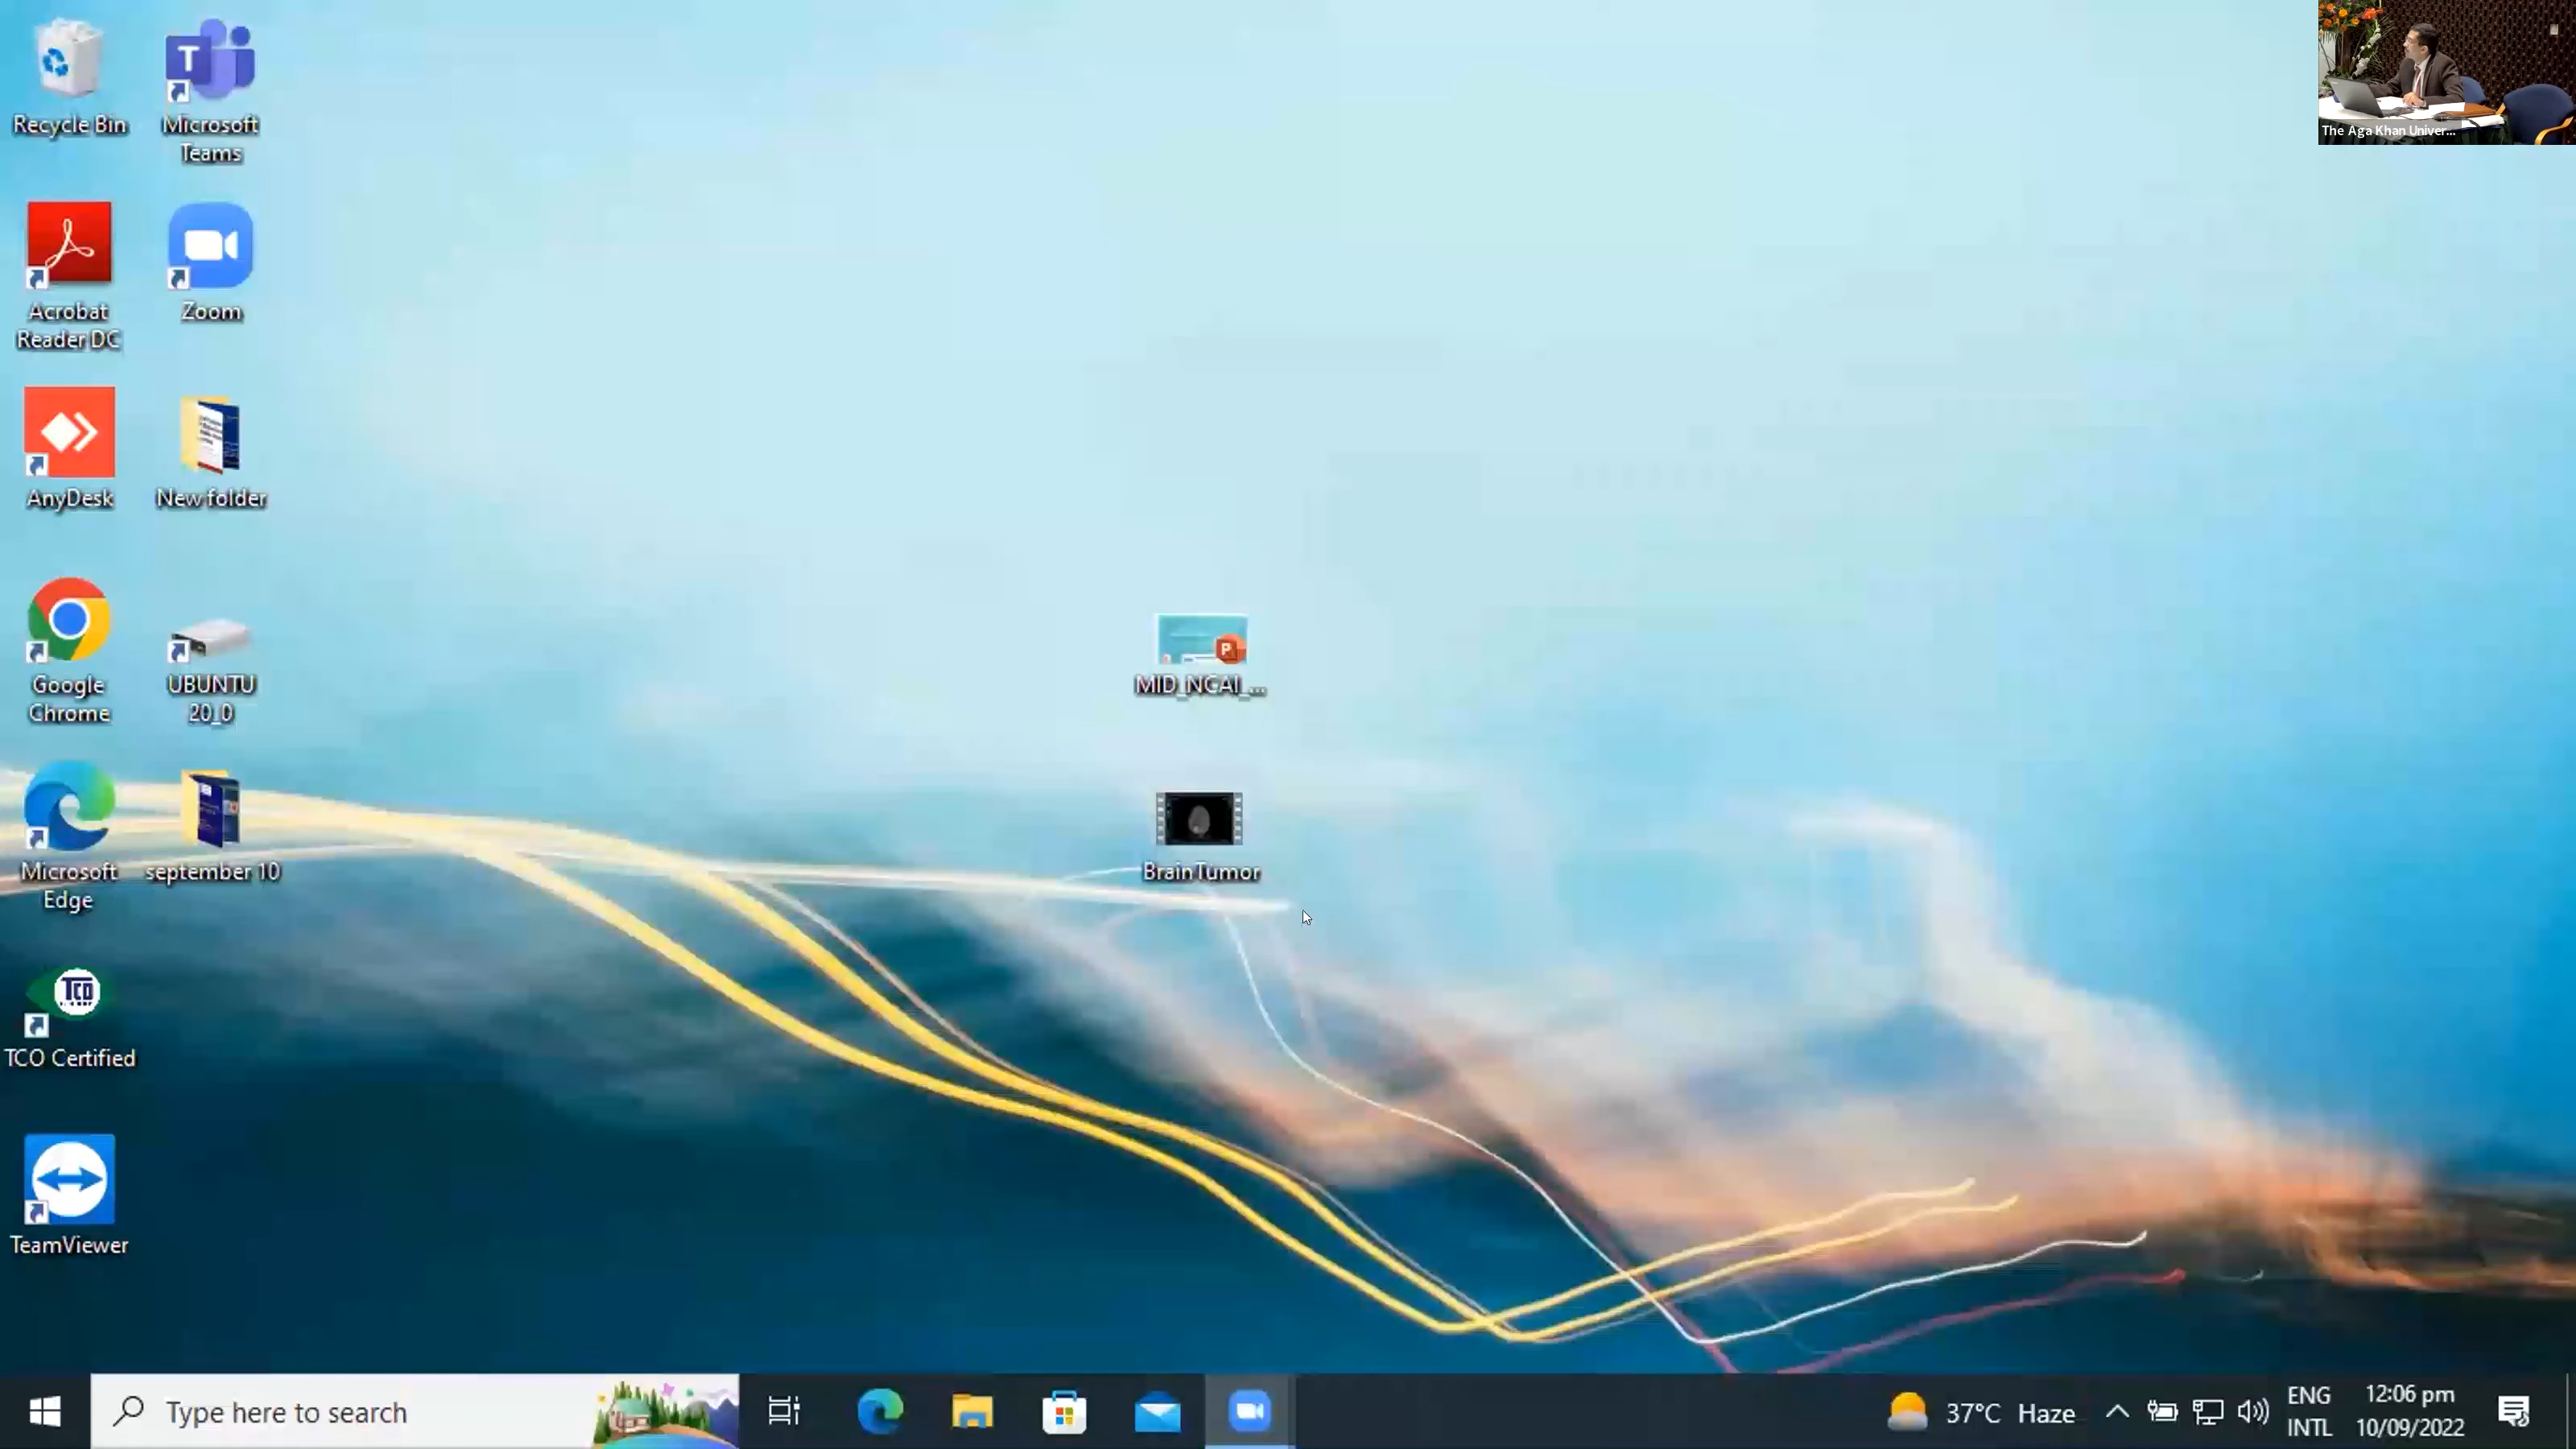 Recycle Bin
Microsoft
Teams
Acrobat
Reader DC
Zoom
AnyDesk
New folder
Google
Chrome
UBUNTU
20_0
Microsoft
Edge
september 10
TCO Certified
TeamViewer
MID_NCAI_...
BrainTumor
The Aga Khan Univer...
Type here to search
37°C Haze
ENG
INTL
12:06 pm
10/09/2022